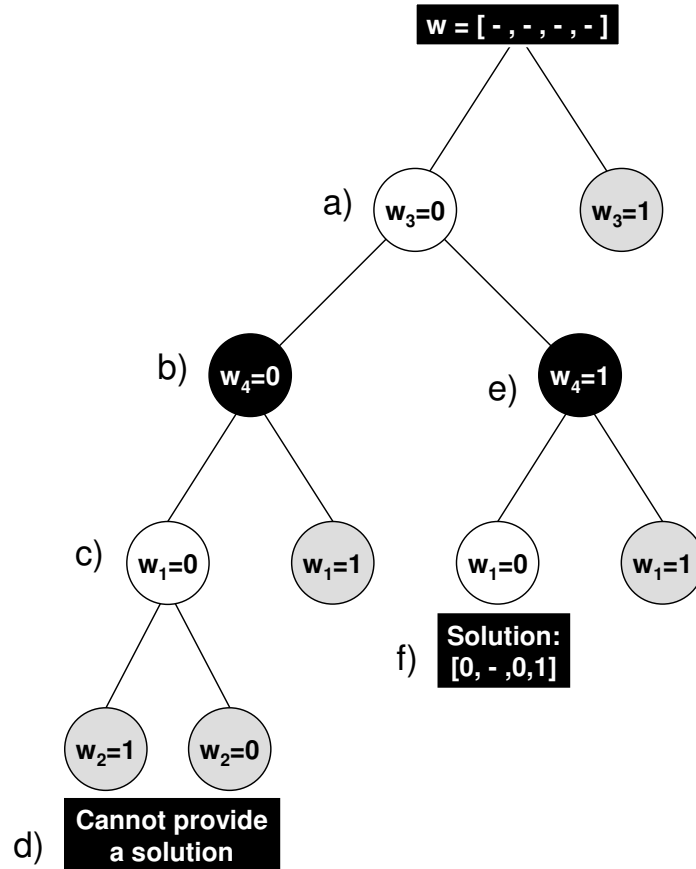 w = [ - , - , - , - ]
a) w₃=0 w₃=1
b) w₄=0 e) w₄=1
c) w₁=0 w₁=1 w₁=0 w₁=1
f) Solution:
[0, - ,0,1]
w₂=1 w₂=0
d) Cannot provide
a solution